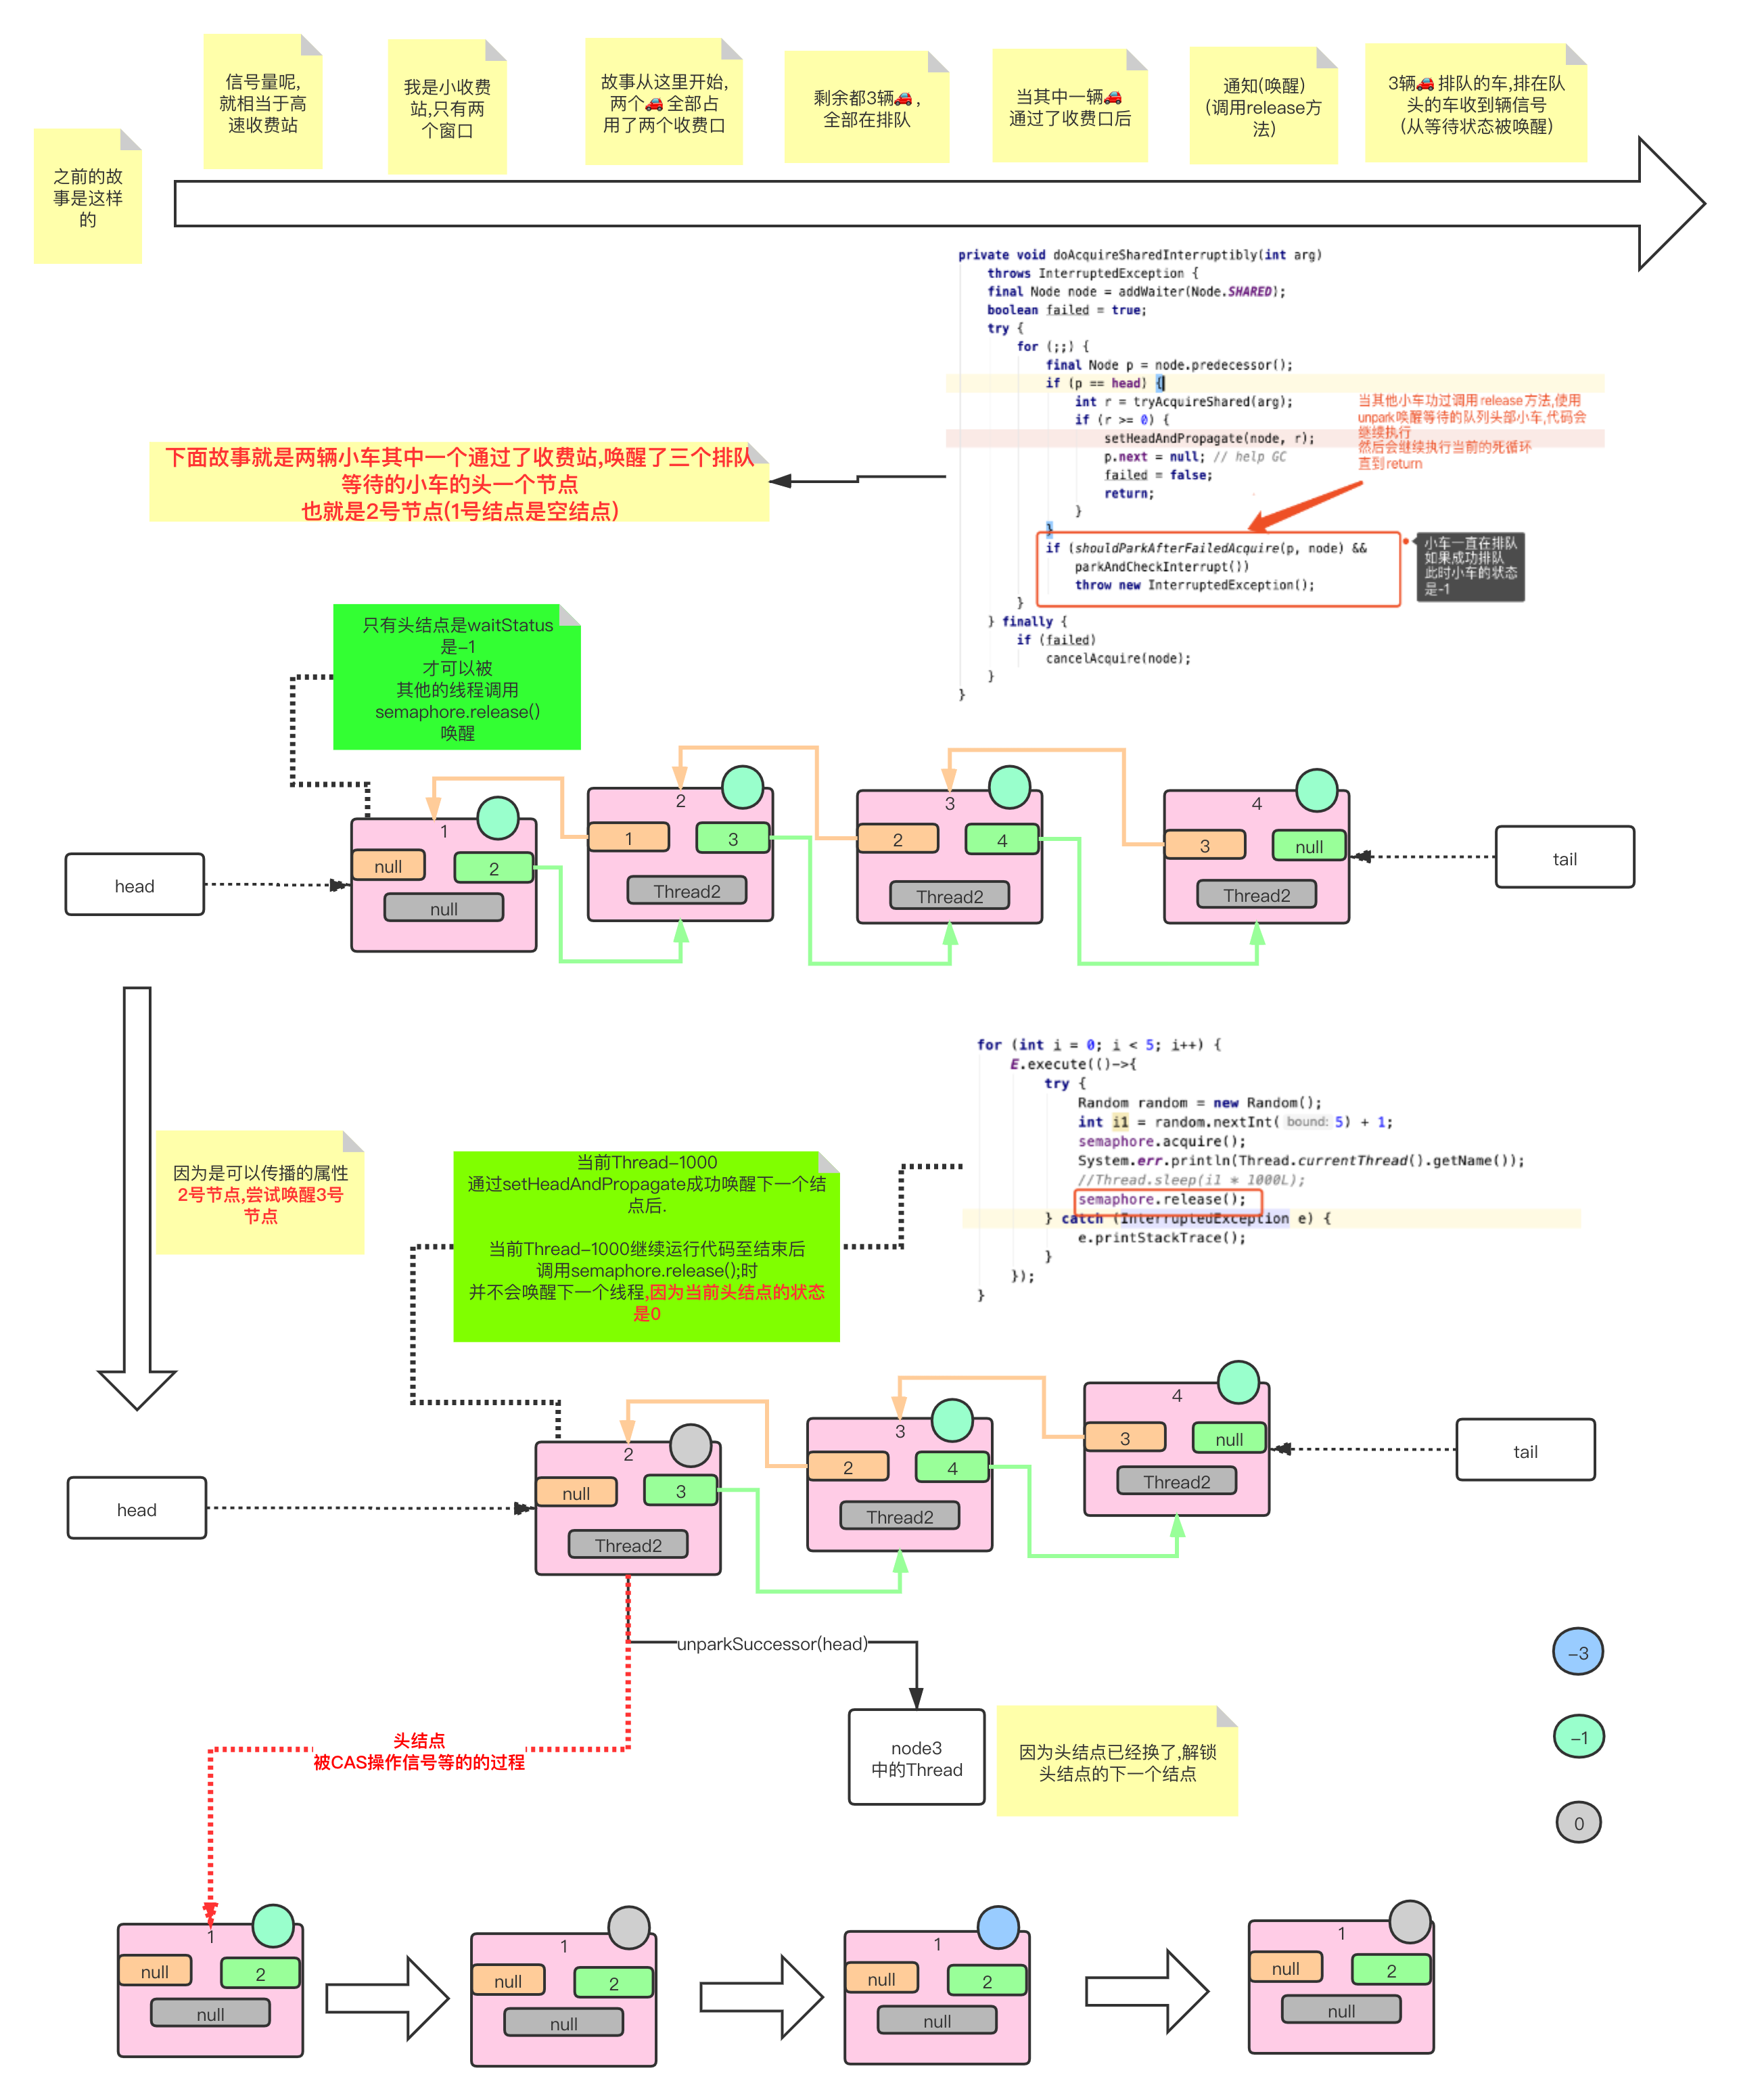 之前的故
事是这样
的
信号量呢,
就相当于高
速收费站
我是小收费
站,只有两
个窗口
故事从这里开始,
两个🚗全部占
用了两个收费口
剩余都3辆🚗,
全部在排队
当其中一辆🚗
通过了收费口后
通知(唤醒)
(调用release方
法)
3辆🚗排队的车,排在队
头的车收到辆信号
(从等待状态被唤醒)
private void doAcquireSharedInterruptibly(int arg)
throws InterruptedException {
final Node node = addWaiter(Node.SHARED);
boolean failed = true;
try {
for (;;) {
final Node p = node.predecessor();
if (p == head) {
int r = tryAcquireShared(arg);
if (r >= 0) {
setHeadAndPropagate(node, r);
p.next = null; // help GC
failed = false;
return;
}
}
if (shouldParkAfterFailedAcquire(p, node) &&
parkAndCheckInterrupt())
throw new InterruptedException();
}
} finally {
if (failed)
cancelAcquire(node);
}
}
当其他小车功过调用release方法,使用
unpark唤醒等待的队列头部小车,代码会
继续执行
然后会继续执行当前的死循环
直到return
小车一直在排队
如果成功排队
此时小车的状态
是-1
下面故事就是两辆小车其中一个通过了收费站,唤醒了三个排队
等待的小车的头一个节点
也就是2号节点(1号结点是空结点)
只有头结点是waitStatus
是-1
才可以被
其他的线程调用
semaphore.release()
唤醒
head
1
null
2
null
2
1
3
Thread2
3
2
4
Thread2
4
3
null
Thread2
tail
for (int i = 0; i < 5; i++) {
E.execute(()->{
try {
Random random = new Random();
int i1 = random.nextInt( bound: 5) + 1;
semaphore.acquire();
System.err.println(Thread.currentThread().getName());
//Thread.sleep(i1 * 1000L);
semaphore.release();
} catch (InterruptedException e) {
e.printStackTrace();
}
});
}
因为是可以传播的属性
2号节点,尝试唤醒3号
节点
当前Thread-1000
通过setHeadAndPropagate成功唤醒下一个结
点后.
当前Thread-1000继续运行代码至结束后
调用semaphore.release();时
并不会唤醒下一个线程,因为当前头结点的状态
是0
head
2
null
3
Thread2
3
2
4
Thread2
4
3
null
Thread2
tail
unparkSuccessor(head)
node3
中的Thread
因为头结点已经换了,解锁
头结点的下一个结点
-3
-1
0
头结点
被CAS操作信号等的的过程
1
null
2
null
1
null
2
null
1
null
2
null
1
null
2
null